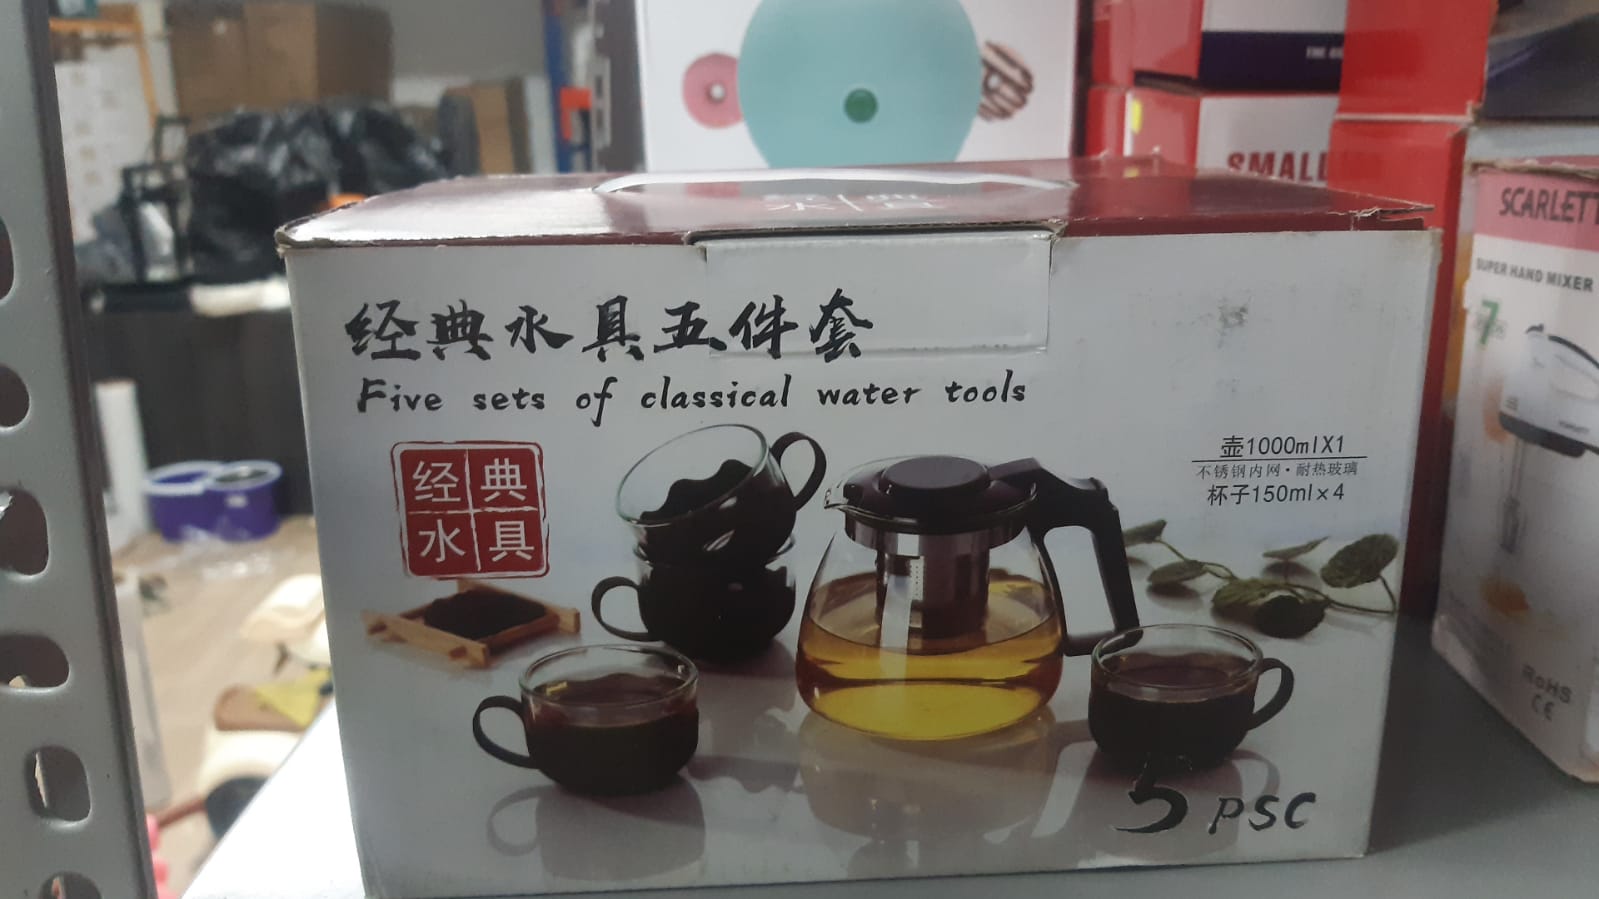 经典水具五件套
Five sets of classical water tools
经典
水具
壶1000mlX1
不锈钢内网·耐热玻璃
杯子150ml×4
5 PSC
SMALL
SCARLETT
SUPER HAND MIXER
7
RoHS
CE